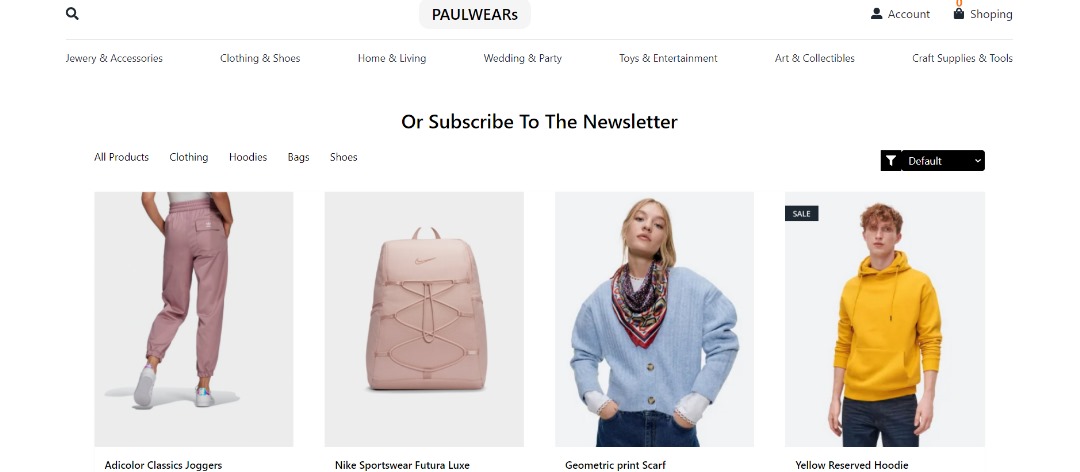 PAULWEARs
Account
0
Shoping
Jewery & Accessories
Clothing & Shoes
Home & Living
Wedding & Party
Toys & Entertainment
Art & Collectibles
Craft Supplies & Tools
Or Subscribe To The Newsletter
All Products
Clothing
Hoodies
Bags
Shoes
Default
SALE
Adicolor Classics Joggers
Nike Sportswear Futura Luxe
Geometric print Scarf
Yellow Reserved Hoodie